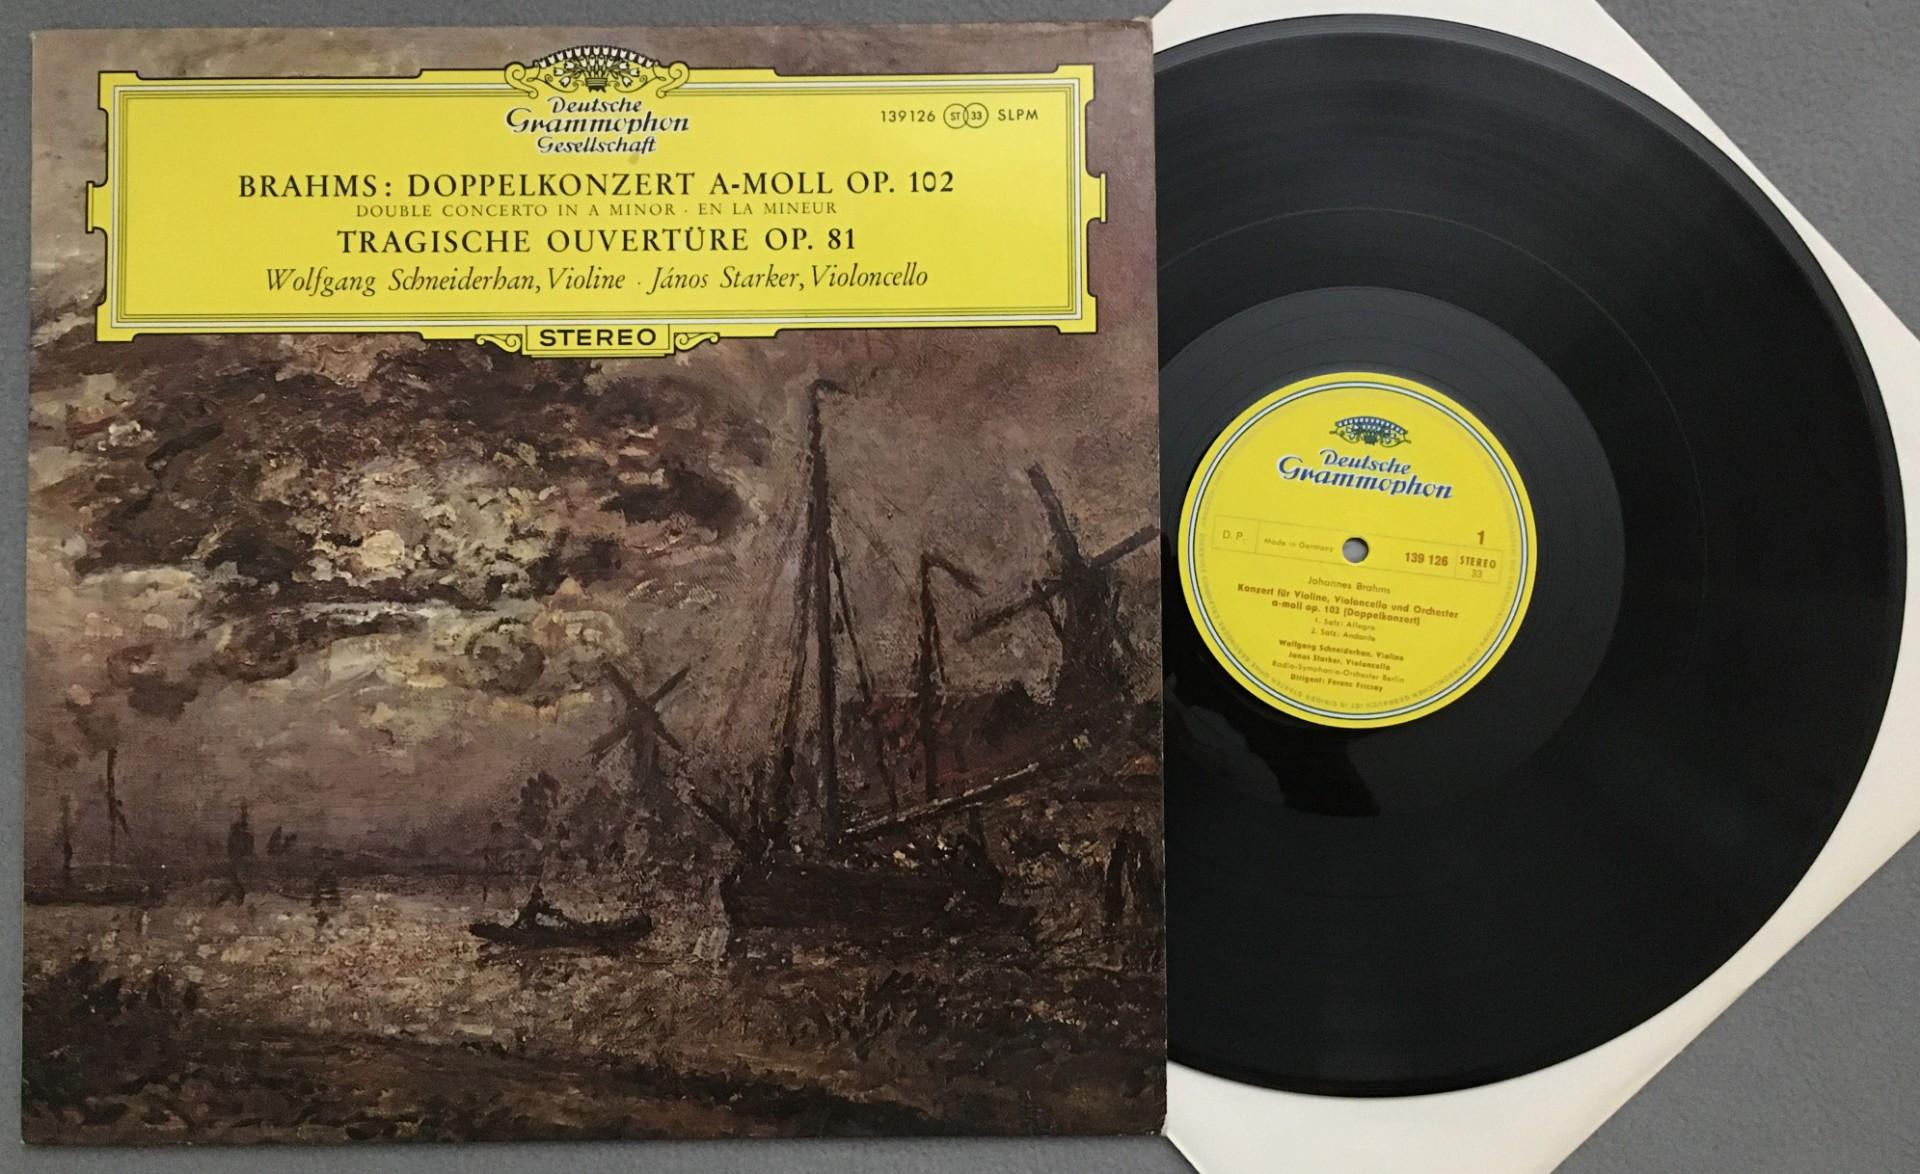 Deutsche
Grammophon
Gesellschaft
139126 ST 33 SLPM
BRAHMS: DOPPELKONZERT A-MOLL OP. 102
DOUBLE CONCERTO IN A MINOR · EN LA MINEUR
TRAGISCHE OUVERTÜRE OP. 81
Wolfgang Schneiderhan, Violine · János Starker, Violoncello
STEREO
Deutsche
Grammophon
1
D. P. Made in Germany 139 126 STEREO
33
Johannes Brahms
Konzert für Violine, Violoncello und Orchester
a-moll op. 102 (Doppelkonzert)
1. Satz: Allegro
2. Satz: Andante
Wolfgang Schneiderhan, Violine
Janos Starker, Violoncello
Radio-Symphonie-Orchester Berlin
Dirigent: Ferenc Fricsay